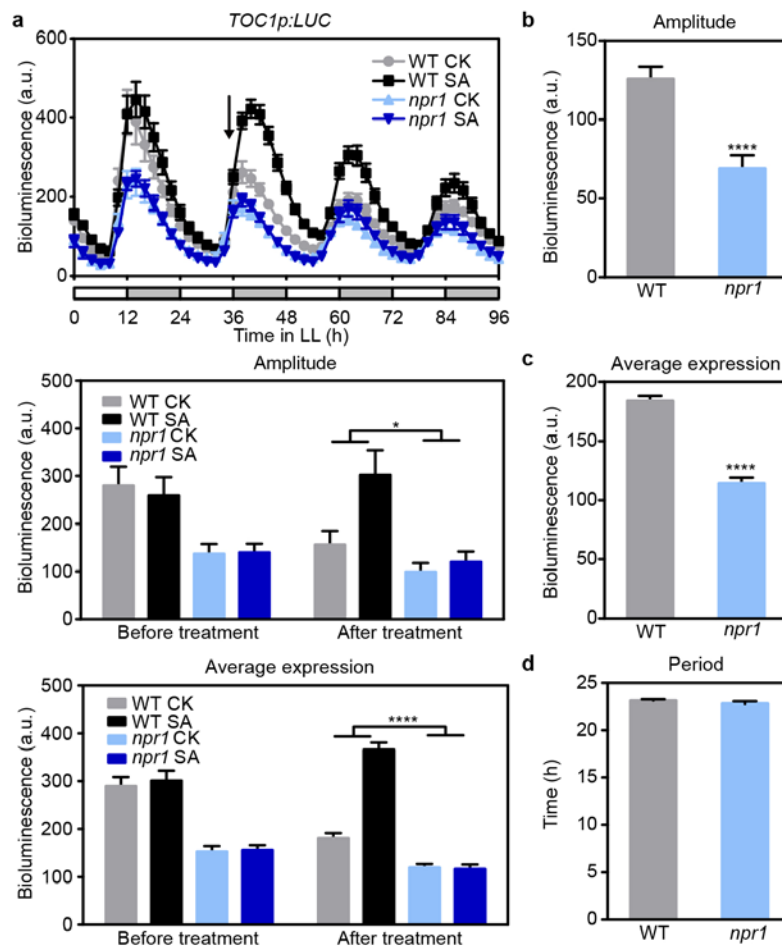 a
TOC1p:LUC
Bioluminescence (a.u.)
600
400
200
0
WT CK
WT SA
npr1 CK
npr1 SA
0 12 24 36 48 60 72 84 96
Time in LL (h)
Amplitude
Bioluminescence (a.u.)
500
400
300
200
100
0
WT CK
WT SA
npr1 CK
npr1 SA
*
Before treatment After treatment
Average expression
Bioluminescence (a.u.)
500
400
300
200
100
0
WT CK
WT SA
npr1 CK
npr1 SA
****
Before treatment After treatment
b
Amplitude
Bioluminescence (a.u.)
150
100
50
0
****
WT npr1
c
Average expression
Bioluminescence (a.u.)
200
150
100
50
0
****
WT npr1
d
Period
Time (h)
25
20
15
10
5
0
WT npr1